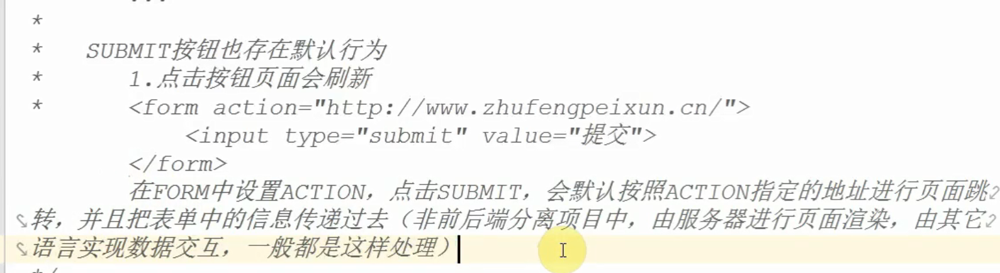 *
* SUBMIT按钮也存在默认行为
* 1.点击按钮页面会刷新
* <form action="http://www.zhufengpeixun.cn/">
<input type="submit" value="提交">
</form>
在FORM中设置ACTION，点击SUBMIT，会默认按照ACTION指定的地址进行页面跳
转，并且把表单中的信息传递过去（非前后端分离项目中，由服务器进行页面渲染，由其它
语言实现数据交互，一般都是这样处理）